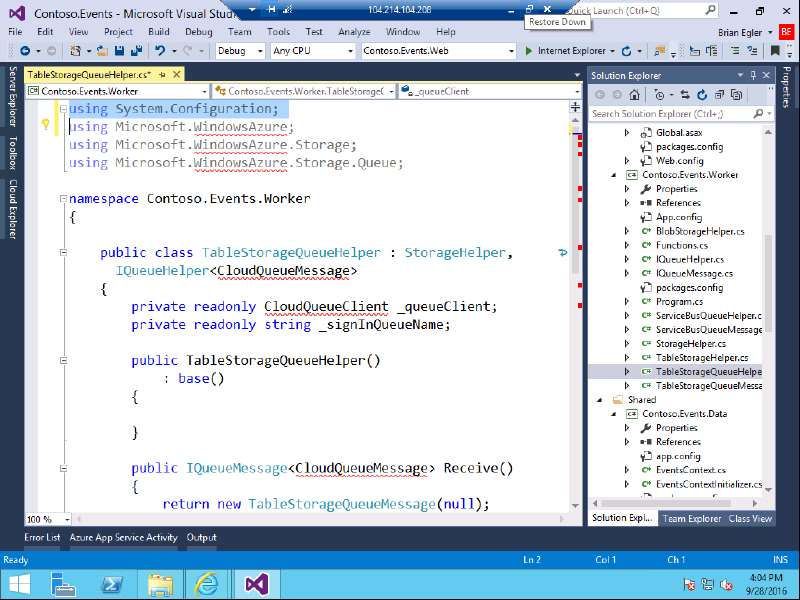 Contoso.Events - Microsoft Visual Studio
104.214.104.208
Quick Launch (Ctrl+Q)
Restore Down
File Edit View Project Build Debug Team Tools Test Analyze Window Help
Brian Egler
BE
Debug Any CPU Contoso.Events.Web Internet Explorer
Server Explorer
Toolbox
Cloud Explorer
TableStorageQueueHelper.cs*
Contoso.Events.Worker Contoso.Events.Worker.TableStorageC _queueClient
using System.Configuration;
using Microsoft.WindowsAzure;
using Microsoft.WindowsAzure.Storage;
using Microsoft.WindowsAzure.Storage.Queue;
namespace Contoso.Events.Worker
{
public class TableStorageQueueHelper : StorageHelper,
IQueueHelper<CloudQueueMessage>
{
private readonly CloudQueueClient _queueClient;
private readonly string _signInQueueName;
public TableStorageQueueHelper()
: base()
{
}
public IQueueMessage<CloudQueueMessage> Receive()
{
return new TableStorageQueueMessage(null);
100 %
Solution Explorer
Search Solution Explorer (Ctrl+;)
Global.asax
packages.config
Web.config
Contoso.Events.Worker
Properties
References
App.config
BlobStorageHelper.cs
Functions.cs
IQueueHelper.cs
IQueueMessage.cs
packages.config
Program.cs
ServiceBusQueueHelper.c
ServiceBusQueueMessage
StorageHelper.cs
TableStorageHelper.cs
TableStorageQueueHelpe
TableStorageQueueMessa
Shared
Contoso.Events.Data
Properties
References
app.config
EventsContext.cs
EventsContextInitializer.cs
Solution Expl... Team Explorer Class View
Properties
Error List Azure App Service Activity Output
Ready Ln 2 Col 1 Ch 1 INS
4:04 PM
9/28/2016